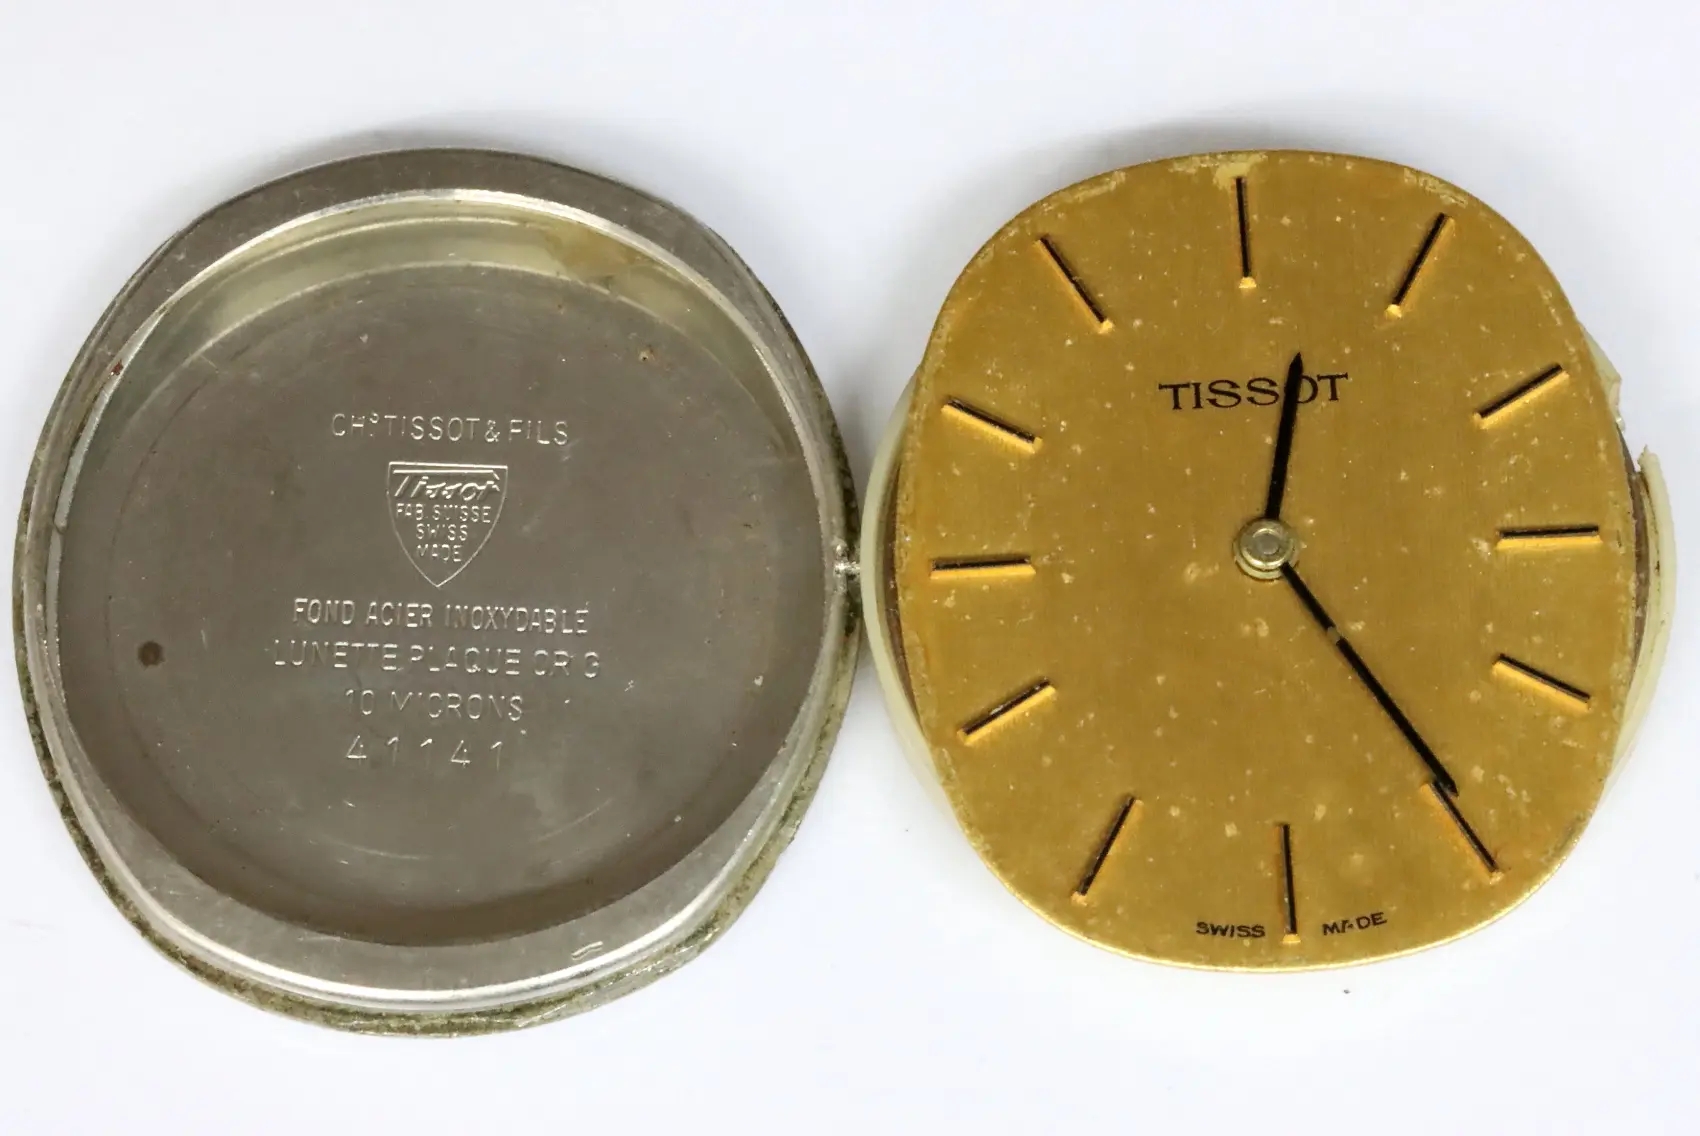 CHS TISSOT & FILS
Tissot
FAB. SUISSE
SWISS
MADE
FOND ACIER INOXYDABLE
LUNETTE PLAQUE OR G
10 MICRONS
41141
TISSOT
SWISS MADE